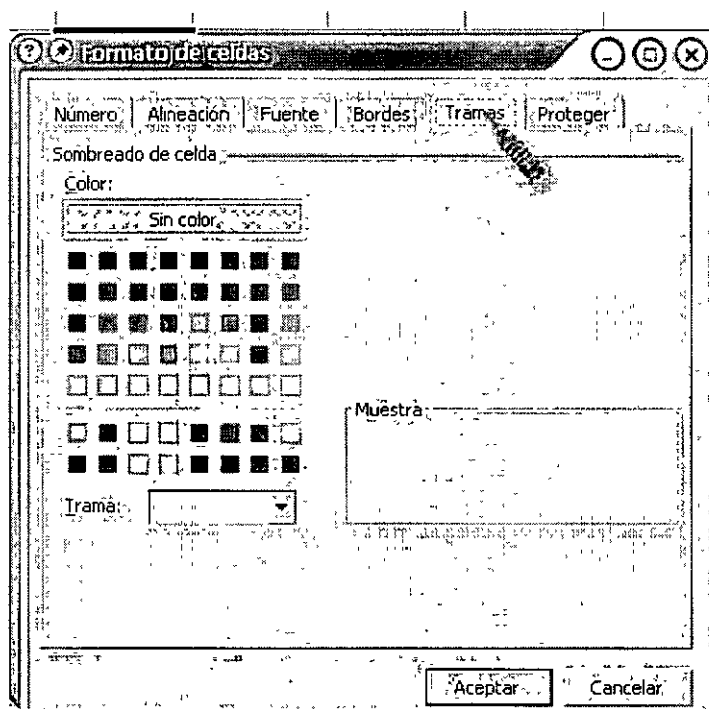 Formato de celdas
Número Alineación Fuente Bordes Tramas Proteger
Sombreado de celda
Color:
Sin color
Muestra
Trama:
Aceptar Cancelar